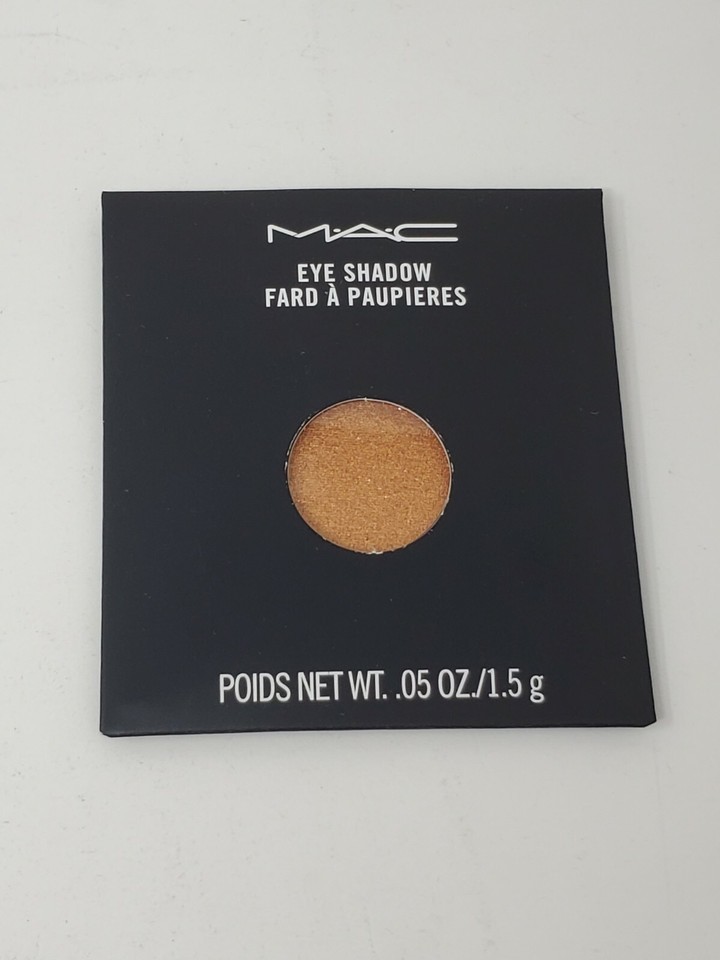 M·A·C
EYE SHADOW
FARD À PAUPIERES
POIDS NET WT. .05 OZ./1.5 g